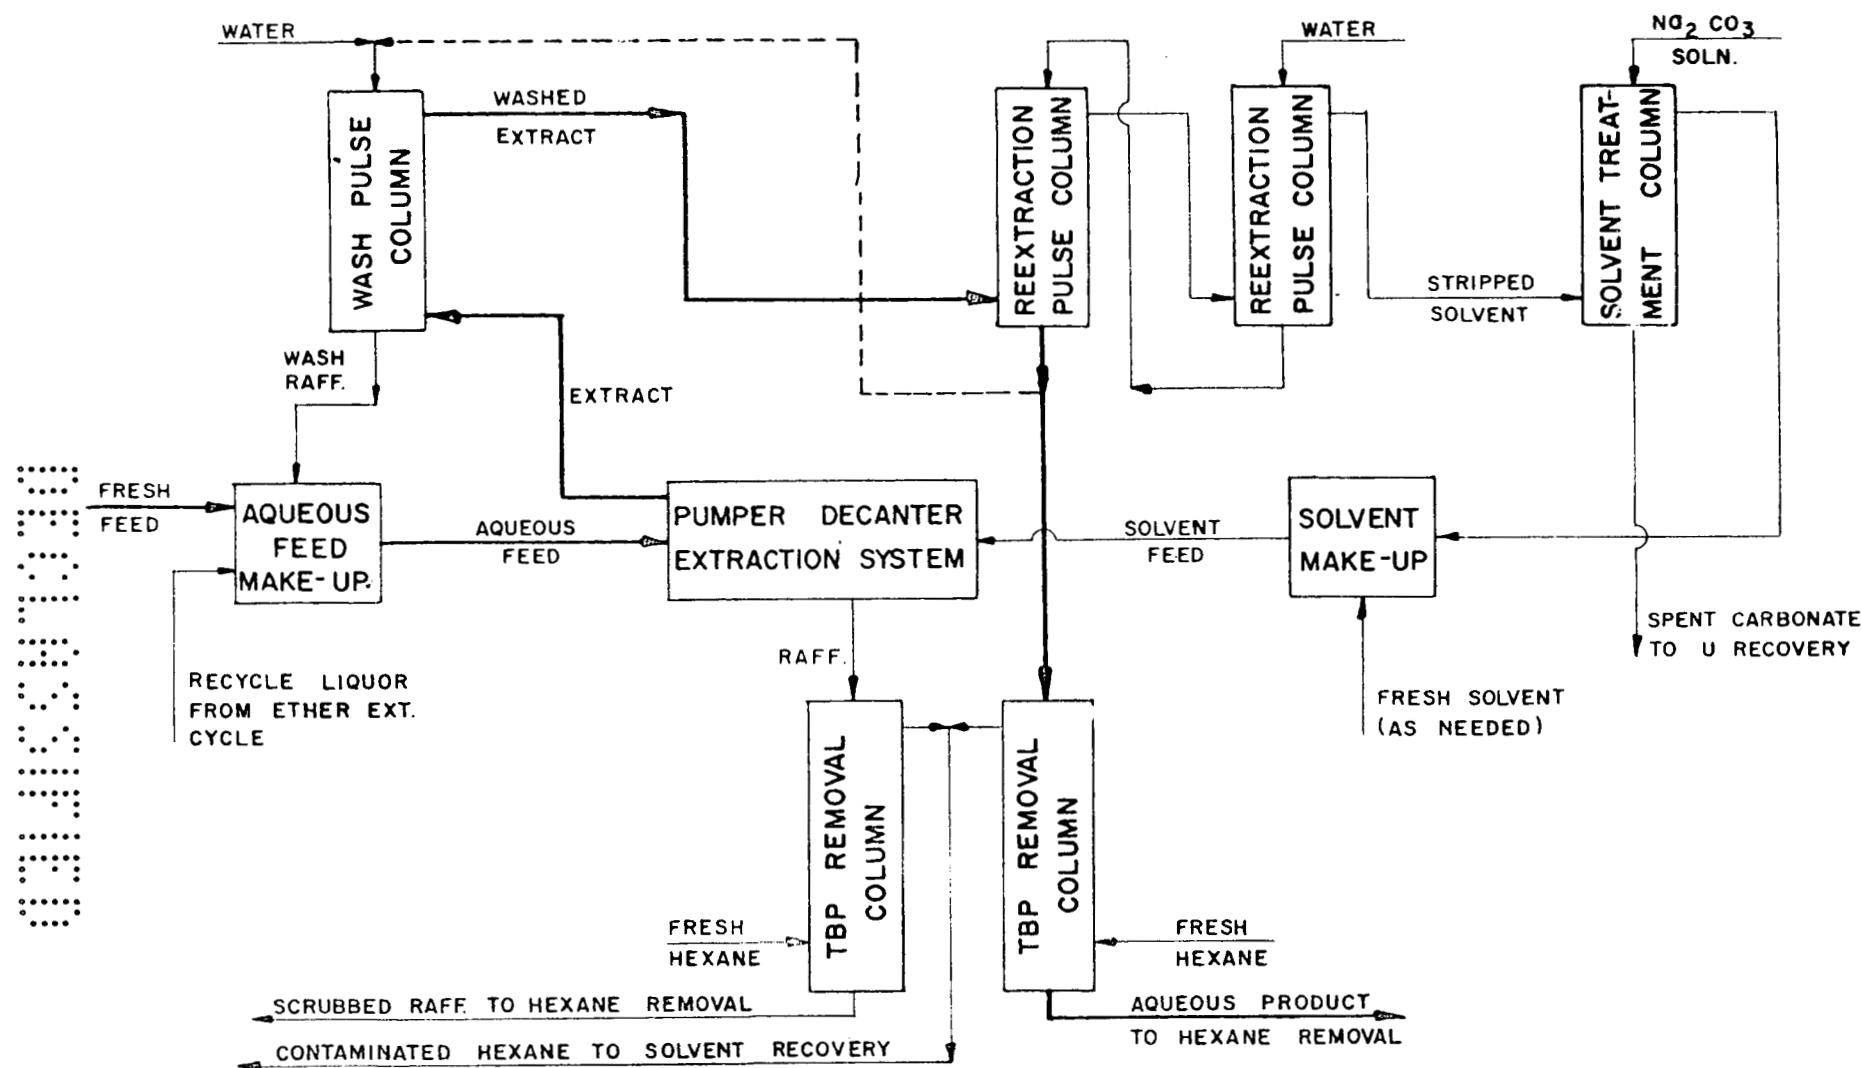 WATER
WASHED
EXTRACT
WATER
Na2 CO3
SOLN.
WASH PULSE
COLUMN
REEXTRACTION
PULSE COLUMN
REEXTRACTION
PULSE COLUMN
SOLVENT TREAT-
MENT COLUMN
STRIPPED
SOLVENT
WASH
RAFF.
EXTRACT
FRESH
FEED
AQUEOUS
FEED
MAKE-UP.
AQUEOUS
FEED
PUMPER DECANTER
EXTRACTION SYSTEM
SOLVENT
FEED
SOLVENT
MAKE-UP
RECYCLE LIQUOR
FROM ETHER EXT.
CYCLE
RAFF.
SPENT CARBONATE
TO U RECOVERY
FRESH SOLVENT
(AS NEEDED)
TBP REMOVAL
COLUMN
TBP REMOVAL
COLUMN
FRESH
HEXANE
FRESH
HEXANE
SCRUBBED RAFF. TO HEXANE REMOVAL
AQUEOUS PRODUCT
TO HEXANE REMOVAL
CONTAMINATED HEXANE TO SOLVENT RECOVERY